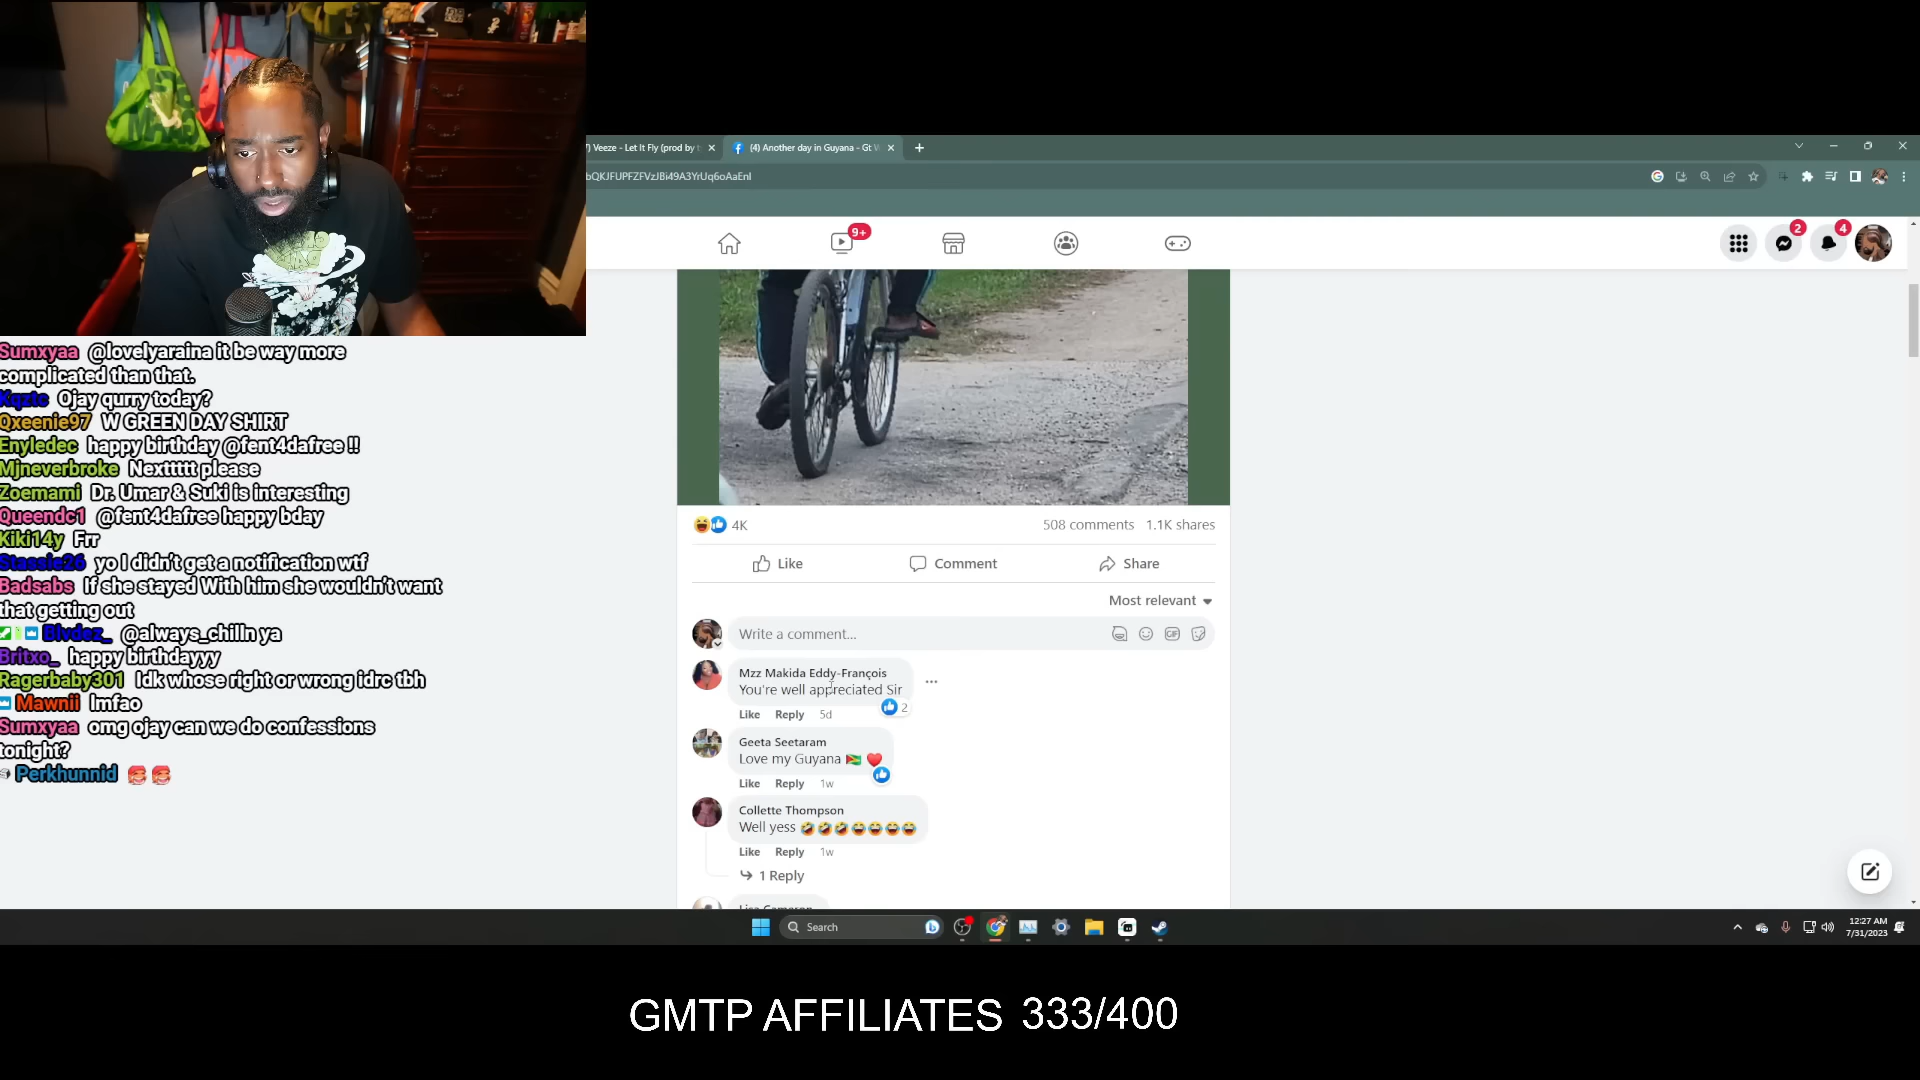 ) Veeze - Let It Fly (prod by t
(4) Another day in Guyana - Gt V
bQKJFUPFZFVzJBi49A3YrUq6oAaEnI
9+
2
4
4K
508 comments 1.1K shares
Like
Comment
Share
Most relevant
Write a comment...
Mzz Makida Eddy-François
You're well appreciated Sir
2
Like Reply 5d
Geeta Seetaram
Love my Guyana 🇬🇾 ♥️
Like Reply 1w
Collette Thompson
Well yess 🤣🤣🤣😂😂😂😂
Like Reply 1w
1 Reply
Lisa Cameron
Sumxyaa @lovelyaraina it be way more
complicated than that.
Kqztc Ojay qurry today?
Qxeenie97 W GREEN DAY SHIRT
Enyledec happy birthday @fent4dafree !!
Mjneverbroke Nexttttt please
Zoemami Dr. Umar & Suki is interesting
Queendc1 @fent4dafree happy bday
Kiki14y Frr
Stassie26 yo I didn't get a notification wtf
Badsabs If she stayed With him she wouldn't want
that getting out
Blvdez_ @always_chilln ya
Britxo_ happy birthdayyy
Ragerbaby301 Idk whose right or wrong idrc tbh
Mawnii lmfao
Sumxyaa omg ojay can we do confessions
tonight?
Perkhunnid
Search
12:27 AM
7/31/2023
GMTP AFFILIATES 333/400